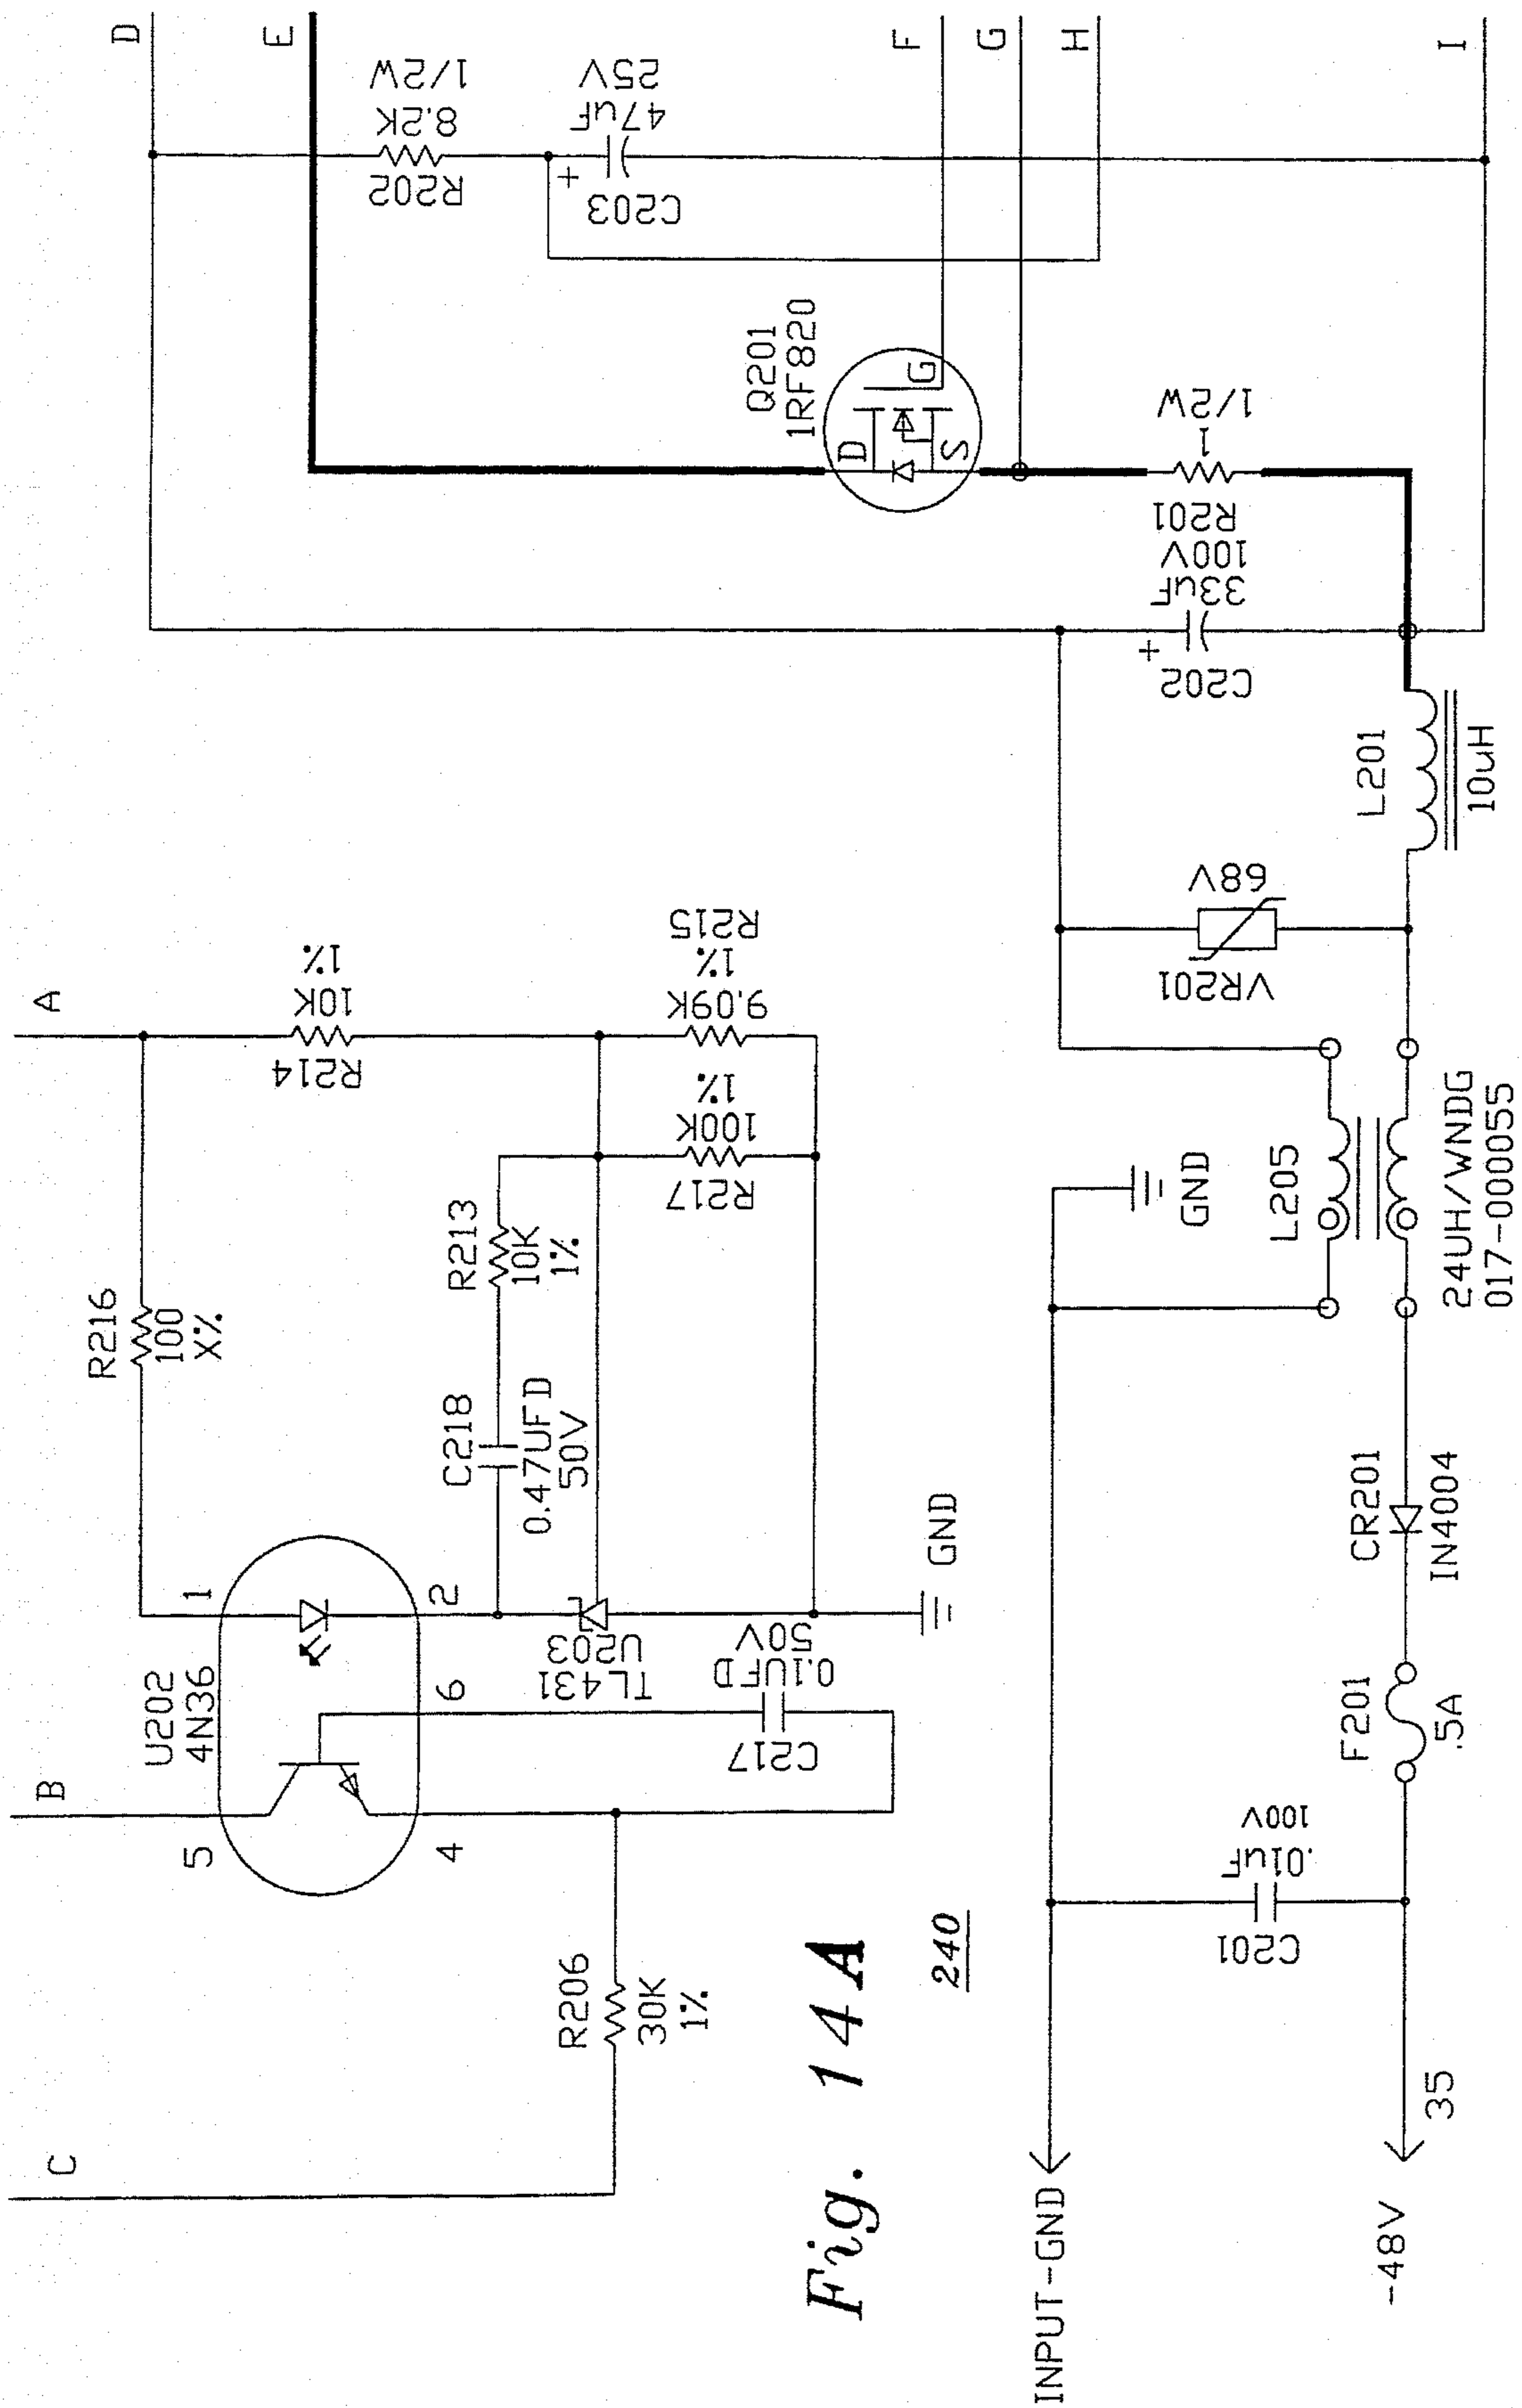 D
E
R202
8.2K
1/2W
C203
47uF
25V
F
G
H
I
Q201
1RF820
D
G
S
R201
1
1/2W
C202
33uF
100V
L201
10uH
VR201
68V
A
R214
10K
1%
R215
9.09K
1%
R217
100K
1%
R213
10K
1%
R216
100
X%
C218
0.47UFD
50V
GND
L205
24UH/WNDG
017-000055
GND
CR201
IN4004
F201
.5A
1
2
U203
TL431
U202
4N36
6
5
4
B
C217
0.1UFD
50V
R206
30K
1%
C
C201
.01uF
100V
240
Fig. 14A
INPUT-GND
-48V
35